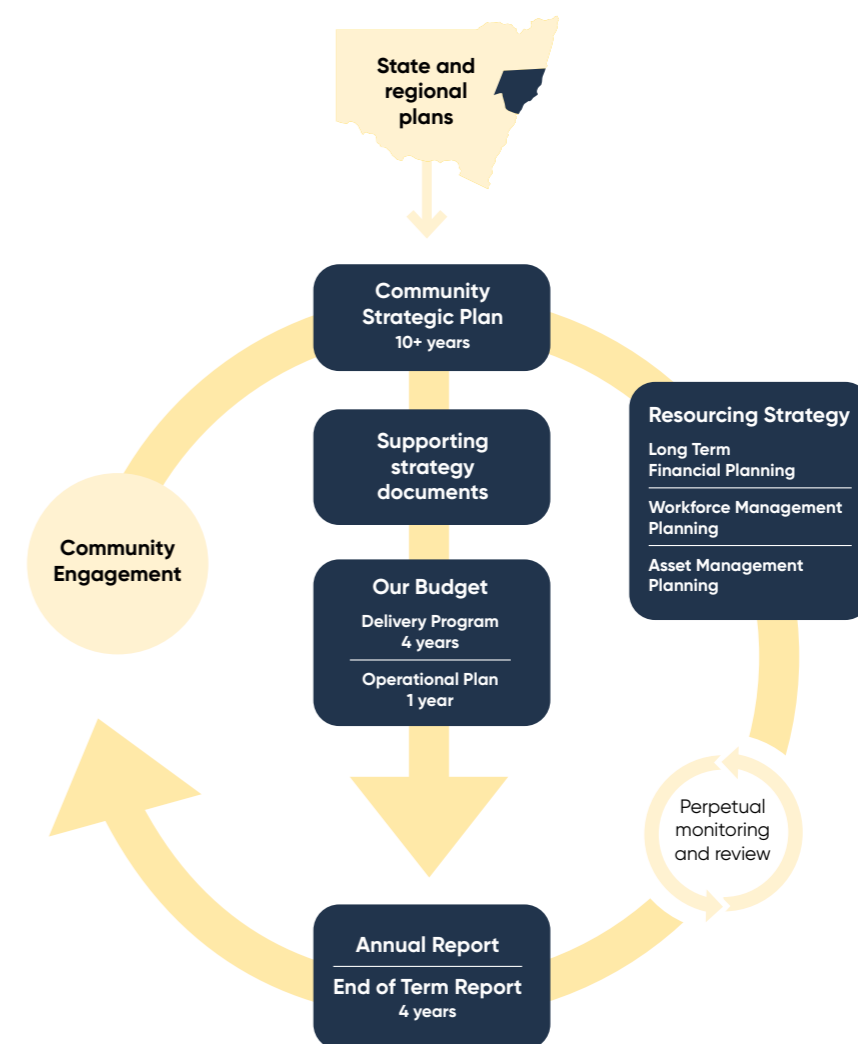 State and
regional
plans
Community
Strategic Plan
10+ years
Supporting
strategy
documents
Our Budget
Delivery Program
4 years
Operational Plan
1 year
Resourcing Strategy
Long Term
Financial Planning
Workforce Management
Planning
Asset Management
Planning
Community
Engagement
Perpetual
monitoring
and review
Annual Report
End of Term Report
4 years